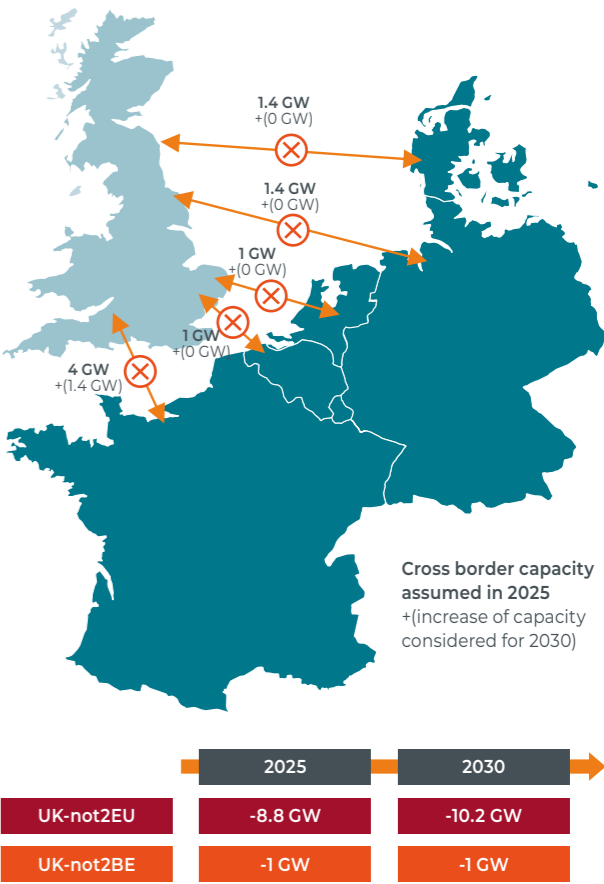 1.4 GW
+(0 GW)
1.4 GW
+(0 GW)
1 GW
+(0 GW)
1 GW
+(0 GW)
4 GW
+(1.4 GW)
Cross border capacity
assumed in 2025
+(increase of capacity
considered for 2030)
2025 2030
UK-not2EU -8.8 GW -10.2 GW
UK-not2BE -1 GW -1 GW